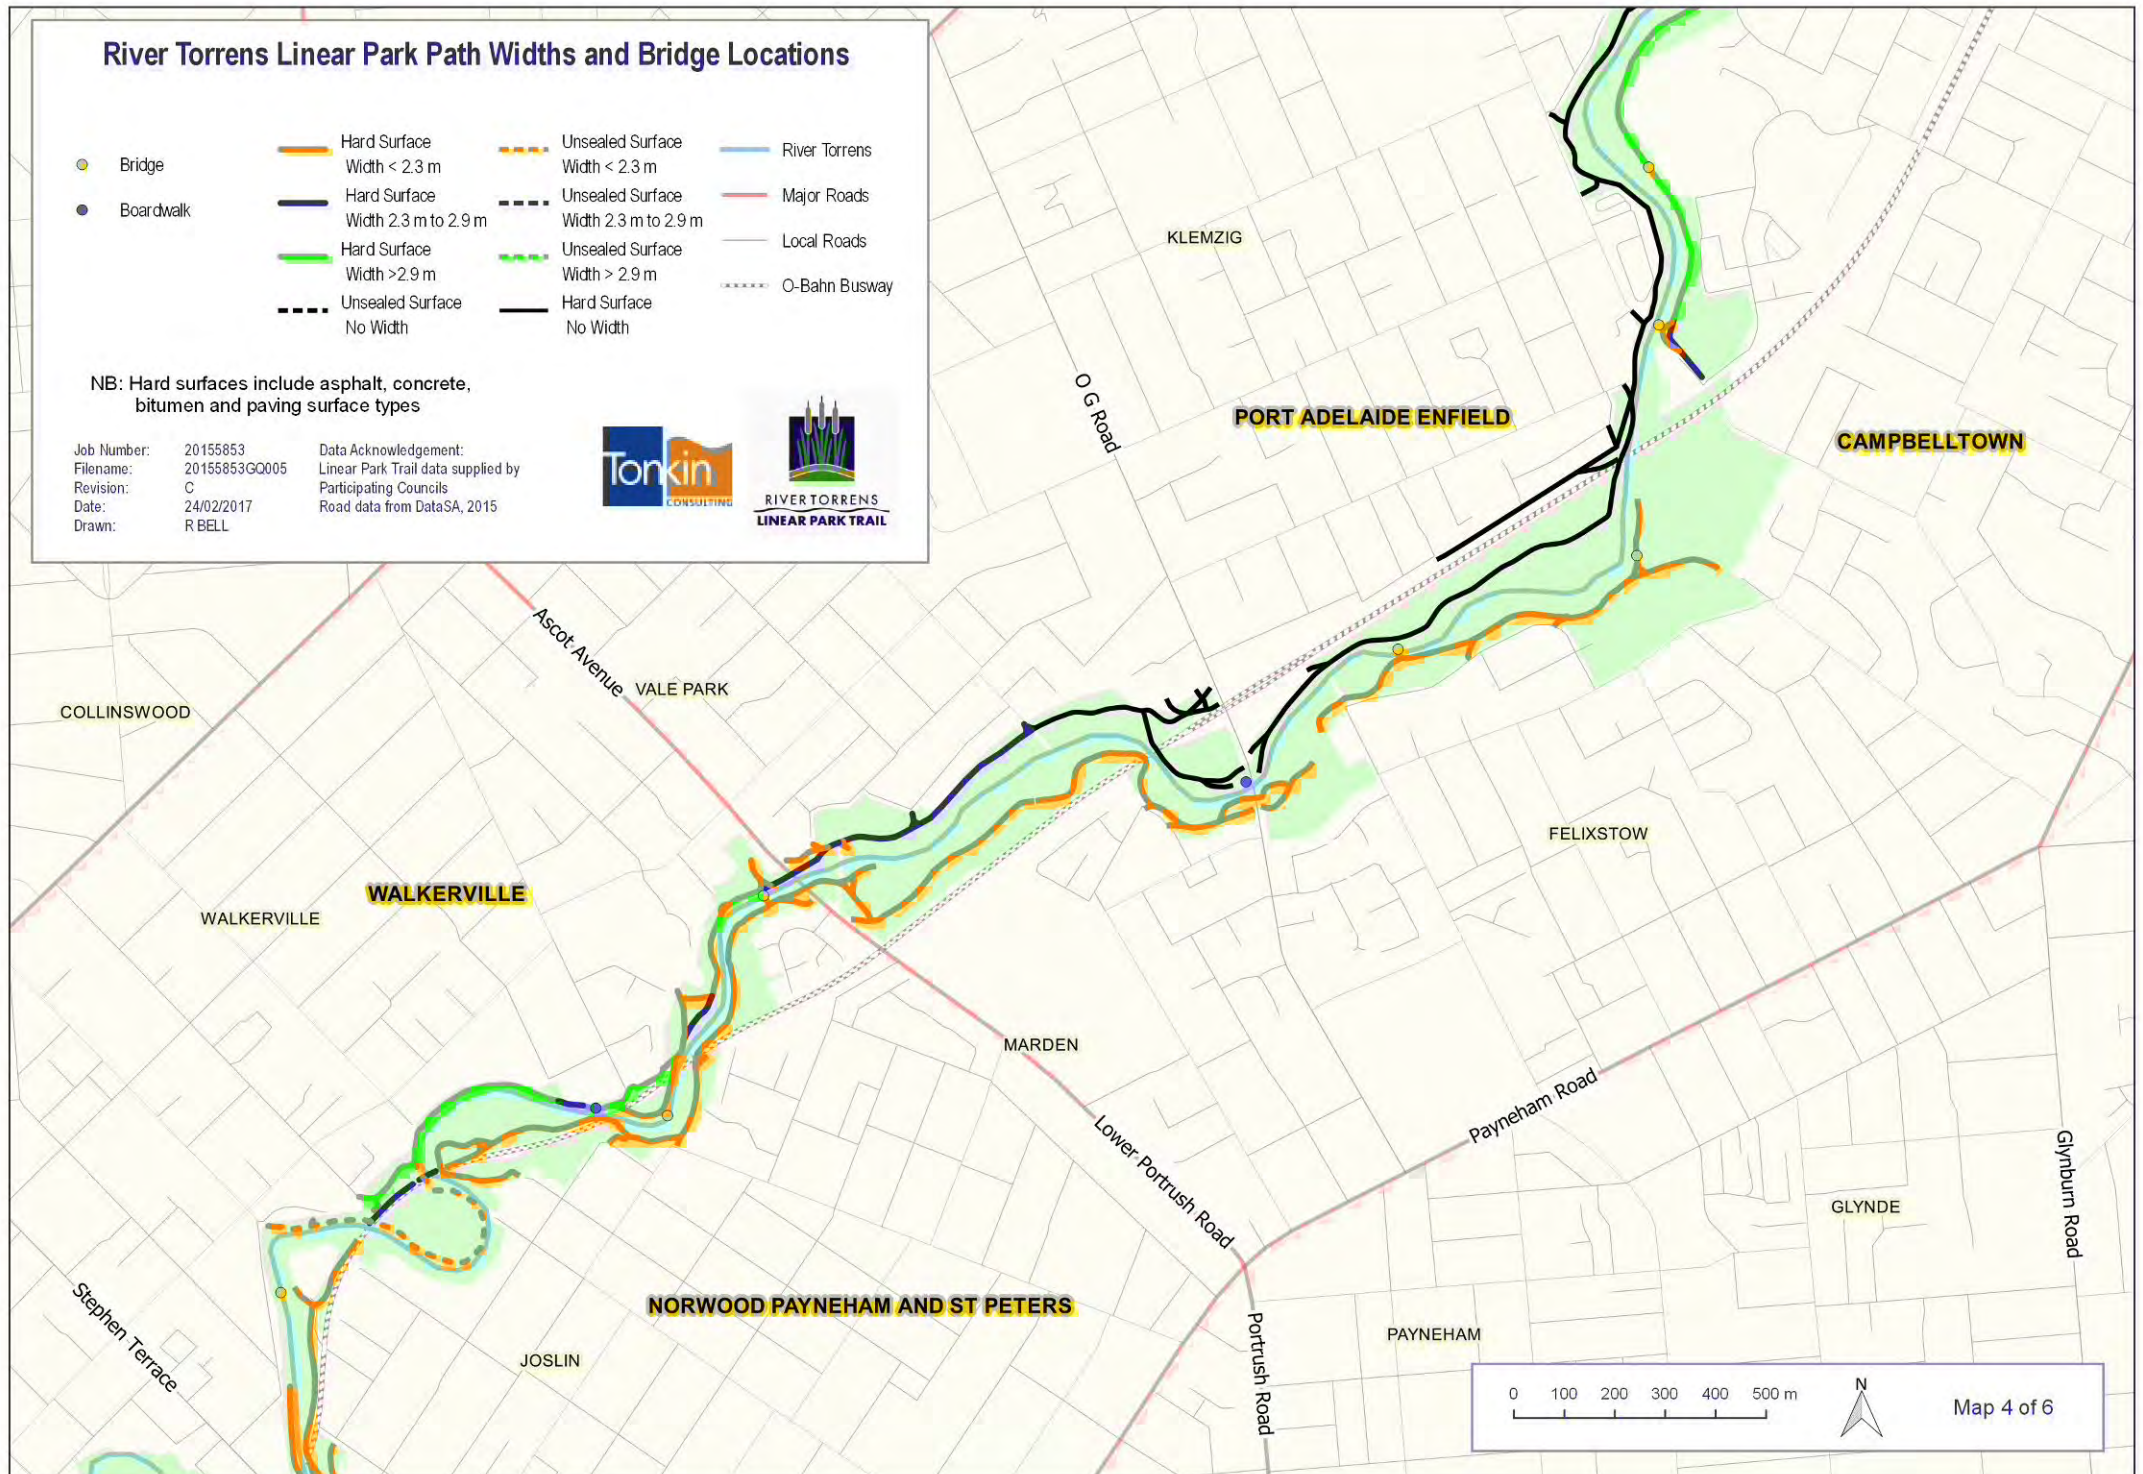 River Torrens Linear Park Path Widths and Bridge Locations
Bridge
Boardwalk
Hard Surface
Width < 2.3 m
Hard Surface
Width 2.3 m to 2.9 m
Hard Surface
Width >2.9 m
Unsealed Surface
No Width
Unsealed Surface
Width < 2.3 m
Unsealed Surface
Width 2.3 m to 2.9 m
Unsealed Surface
Width > 2.9 m
Hard Surface
No Width
River Torrens
Major Roads
Local Roads
O-Bahn Busway
NB: Hard surfaces include asphalt, concrete,
bitumen and paving surface types
Job Number: 20155853
Filename: 20155853GQ005
Revision: C
Date: 24/02/2017
Drawn: R BELL
Data Acknowledgement:
Linear Park Trail data supplied by
Participating Councils
Road data from DataSA, 2015
Tonkin
CONSULTING
RIVER TORRENS
LINEAR PARK TRAIL
KLEMZIG
O G Road
PORT ADELAIDE ENFIELD
CAMPBELLTOWN
Ascot Avenue
VALE PARK
COLLINSWOOD
FELIXSTOW
WALKERVILLE
WALKERVILLE
MARDEN
Payneham Road
Lower Portrush Road
Glynburn Road
GLYNDE
NORWOOD PAYNEHAM AND ST PETERS
Stephen Terrace
JOSLIN
Portrush Road
PAYNEHAM
0 100 200 300 400 500 m
N
Map 4 of 6